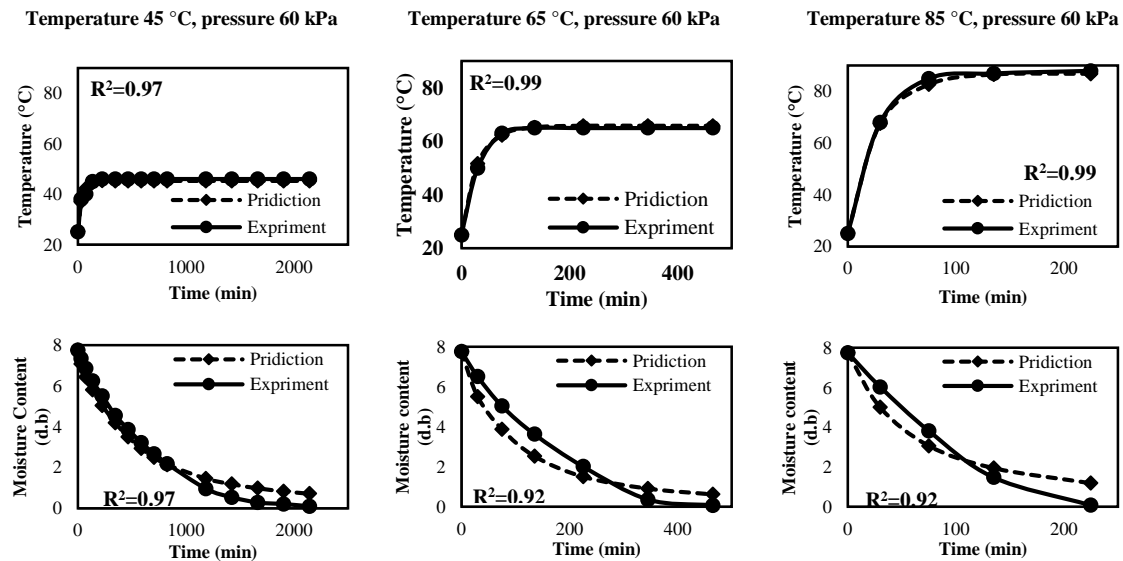 Temperature 45 °C, pressure 60 kPa
Temperature 65 °C, pressure 60 kPa
Temperature 85 °C, pressure 60 kPa
Temperature (°C)
80
60
40
20
R²=0.97
Pridiction
Expriment
0
1000
2000
Time (min)
Temperature (°C)
80
60
40
20
R²=0.99
Pridiction
Expriment
0
200
400
Time (min)
Temperature (°C)
80
60
40
20
R²=0.99
Pridiction
Expriment
0
100
200
Time (min)
Moisture Content
(d.b)
8
6
4
2
0
Pridiction
Expriment
R²=0.97
0
1000
2000
Time (min)
Moisture content
(d.b)
8
6
4
2
0
Pridiction
Expriment
R²=0.92
0
200
400
Time (min)
Moisture content
(d.b)
8
6
4
2
0
Pridiction
Expriment
R²=0.92
0
100
200
Time (min)